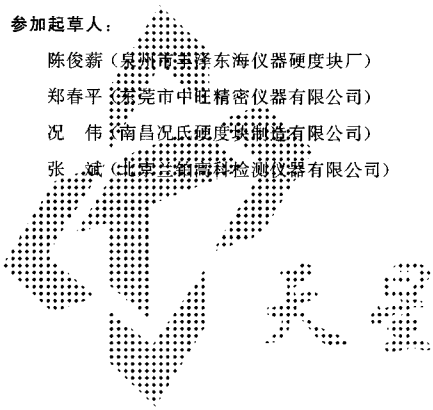 参加起草人：
陈俊薪（泉州市丰泽东海仪器硬度块厂）
郑春平（东莞市中旺精密仪器有限公司）
况　伟（南昌况氏硬度块制造有限公司）
张　斌（北京兰铂高科检测仪器有限公司）